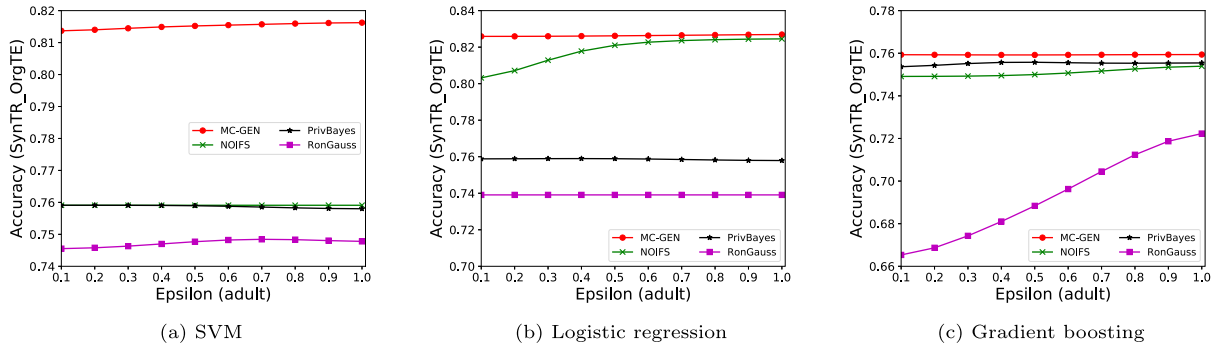 0.82
0.81
0.80
0.79
0.78
0.77
0.76
0.75
0.74
Accuracy (SynTR_OrgTE)
MC-GEN
NOIFS
PrivBayes
RonGauss
0.1 0.2 0.3 0.4 0.5 0.6 0.7 0.8 0.9 1.0
Epsilon (adult)
(a) SVM
0.84
0.82
0.80
0.78
0.76
0.74
0.72
0.70
Accuracy (SynTR_OrgTE)
MC-GEN
NOIFS
PrivBayes
RonGauss
0.1 0.2 0.3 0.4 0.5 0.6 0.7 0.8 0.9 1.0
Epsilon (adult)
(b) Logistic regression
0.78
0.76
0.74
0.72
0.70
0.68
0.66
Accuracy (SynTR_OrgTE)
MC-GEN
NOIFS
PrivBayes
RonGauss
0.1 0.2 0.3 0.4 0.5 0.6 0.7 0.8 0.9 1.0
Epsilon (adult)
(c) Gradient boosting